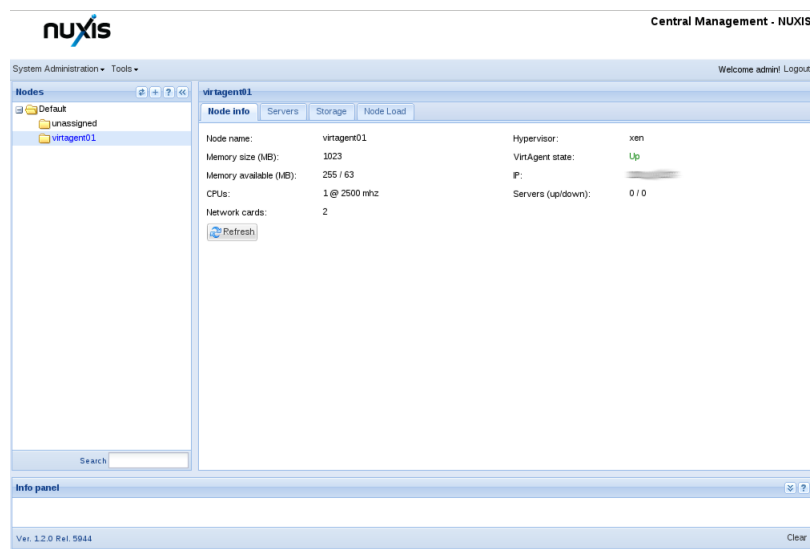 nuxis
Central Management - NUXIS
System Administration Tools
Welcome admin! Logout
Nodes
Default
unassigned
virtagent01
Search
virtagent01
Node info Servers Storage Node Load
Node name: virtagent01 Hypervisor: xen
Memory size (MB): 1023 VirtAgent state: Up
Memory available (MB): 255 / 63 IP:
CPUs: 1 @ 2500 mhz Servers (up/down): 0 / 0
Network cards: 2
Refresh
Info panel
Ver. 1.2.0 Rel. 5944 Clear